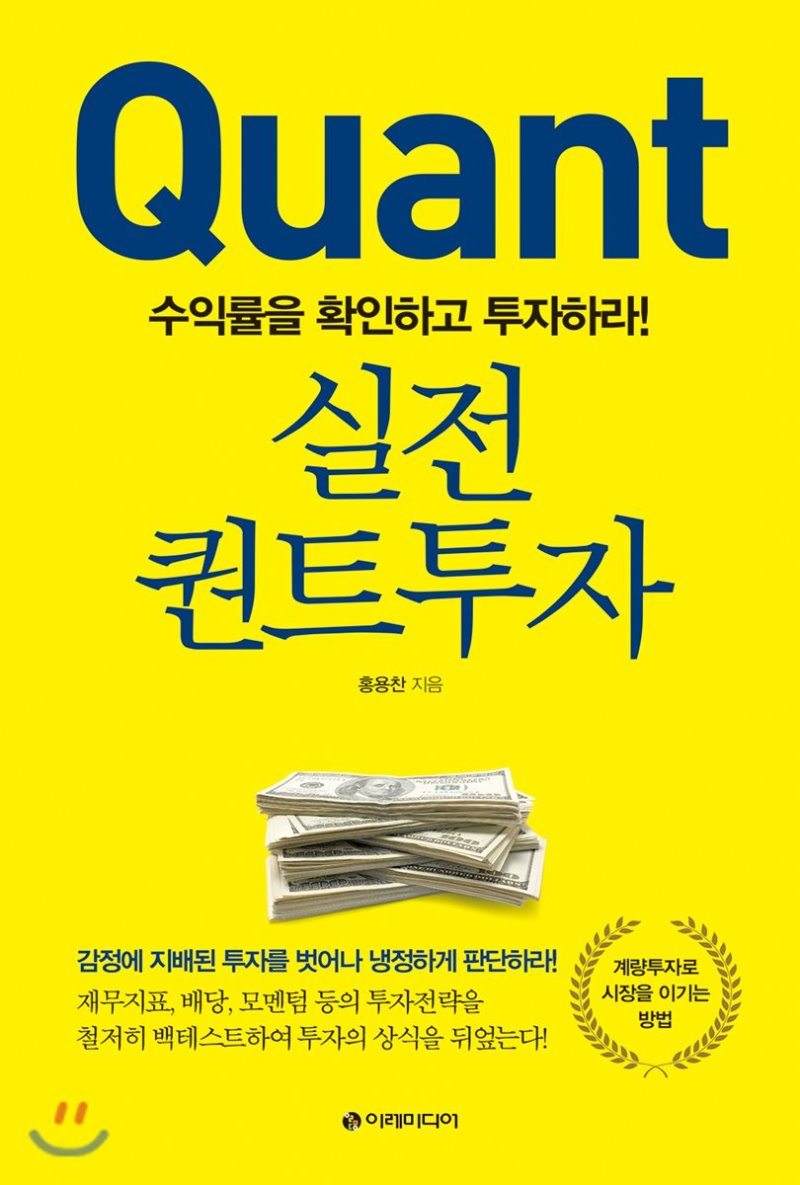 Quant
수익률을 확인하고 투자하라!
실전
퀀트투자
홍용찬 지음
감정에 지배된 투자를 벗어나 냉정하게 판단하라!
재무지표, 배당, 모멘텀 등의 투자전략을
철저히 백테스트하여 투자의 상식을 뒤엎는다!
계량투자로
시장을 이기는
방법
이레미디어